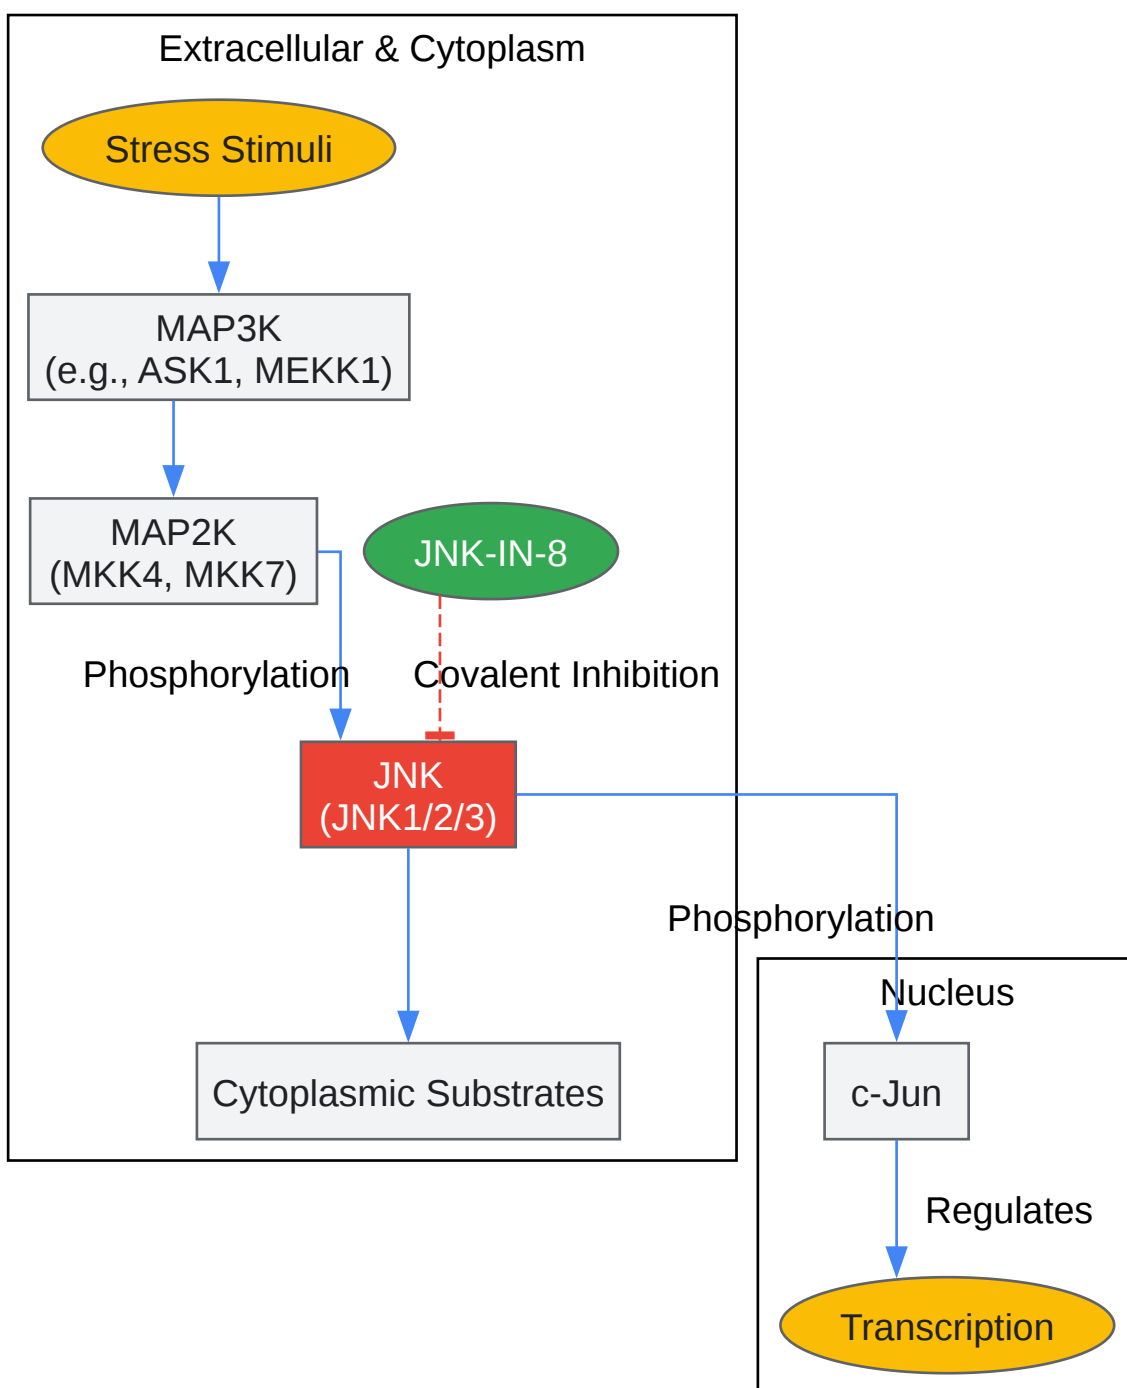 Extracellular & Cytoplasm
Stress Stimuli
MAP3K
(e.g., ASK1, MEKK1)
MAP2K
(MKK4, MKK7)
JNK-IN-8
Phosphorylation
Covalent Inhibition
JNK
(JNK1/2/3)
Phosphorylation
Nucleus
Cytoplasmic Substrates
c-Jun
Regulates
Transcription